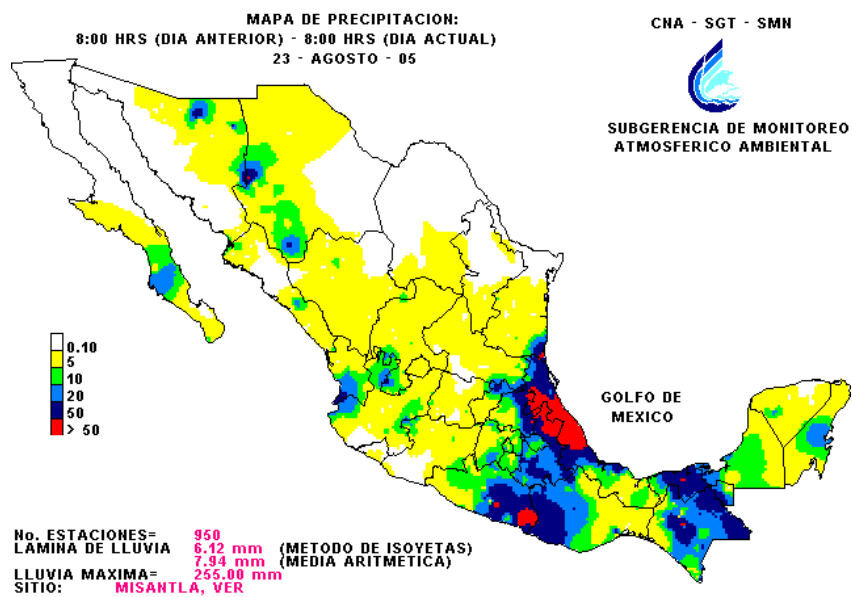 MAPA DE PRECIPITACION:
8:00 HRS (DIA ANTERIOR) - 8:00 HRS (DIA ACTUAL)
23 - AGOSTO - 05
CNA - SGT - SMN
SUBGERENCIA DE MONITOREO
ATMOSFERICO AMBIENTAL
0.10
5
10
20
50
> 50
GOLFO DE
MEXICO
No. ESTACIONES= 950
LAMINA DE LLUVIA 6.12 mm (METODO DE ISOYETAS)
7.94 mm (MEDIA ARITMETICA)
LLUVIA MAXIMA= 255.00 mm
SITIO: MISANTLA, VER